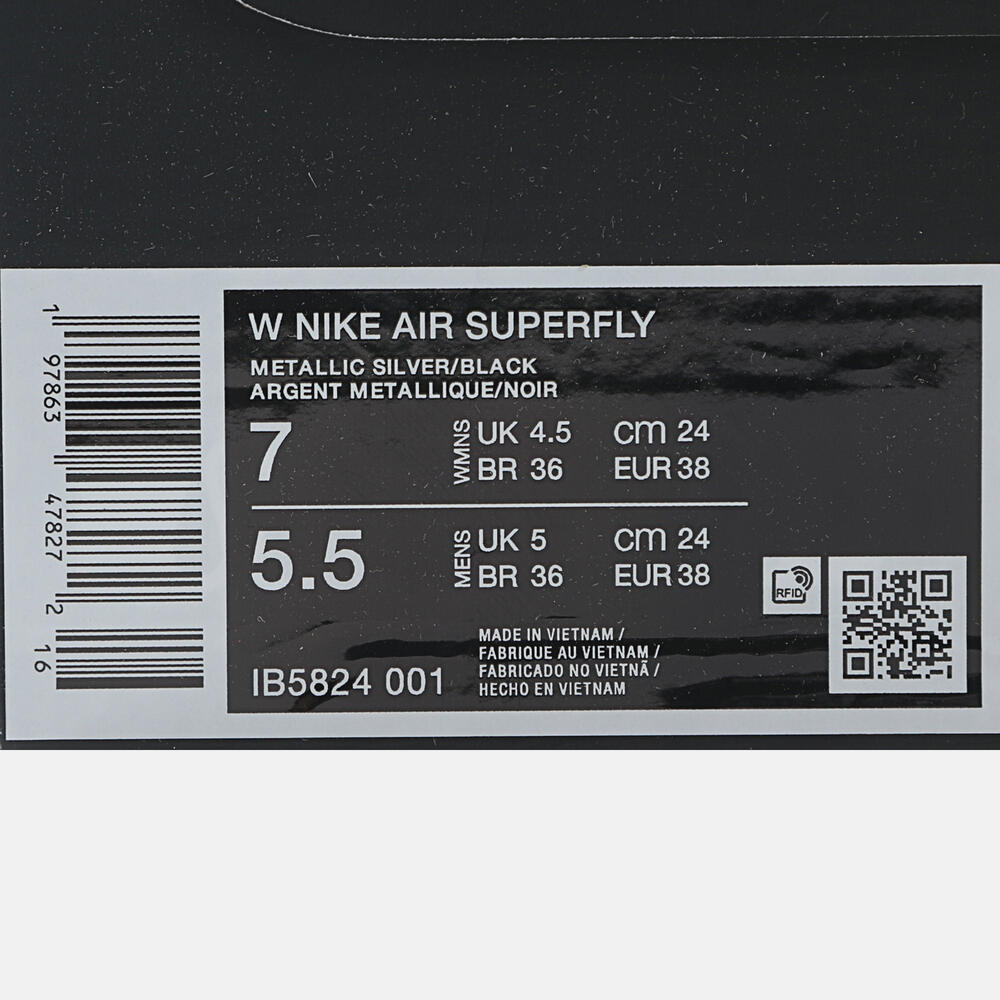 W NIKE AIR SUPERFLY
METALLIC SILVER/BLACK
ARGENT METALLIQUE/NOIR
7 WMNS UK 4.5 cm 24
BR 36 EUR 38
5.5 MENS UK 5 cm 24
BR 36 EUR 38
RFID
MADE IN VIETNAM /
FABRIQUE AU VIETNAM /
FABRICADO NO VIETNÃ /
HECHO EN VIETNAM
IB5824 001
1 97863 47827 2
16